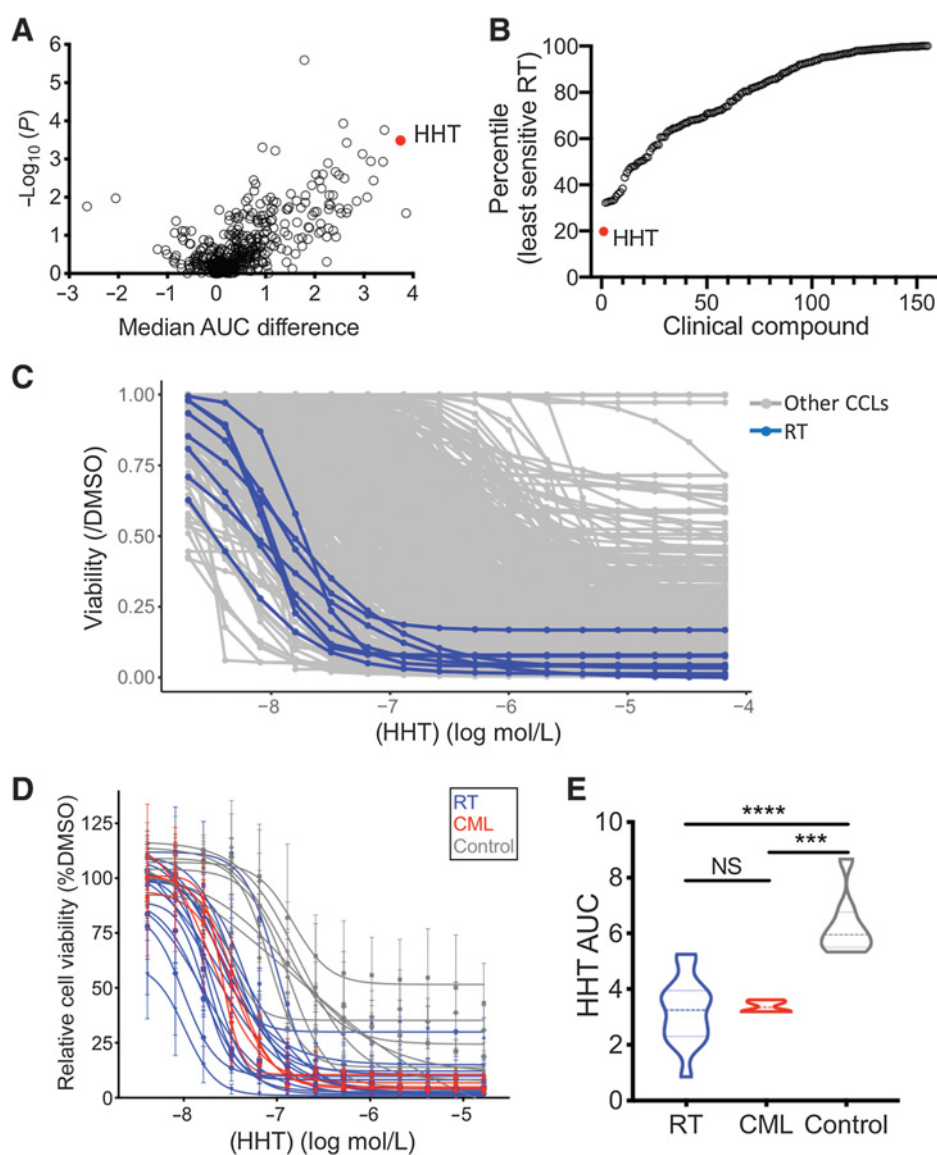 A
6
5
4
3
2
1
0
-Log10 (P)
HHT
−3 −2 −1 0 1 2 3 4
Median AUC difference
B
100
80
60
40
20
0
Percentile
(least sensitive RT)
HHT
0 50 100 150
Clinical compound
C
1.00
0.75
0.50
0.25
0.00
Viability (/DMSO)
Other CCLs
RT
−8 −7 −6 −5 −4
(HHT) (log mol/L)
D
125
100
75
50
25
0
Relative cell viability (%DMSO)
RT
CML
Control
−8 −7 −6 −5
(HHT) (log mol/L)
E
10
8
6
4
2
0
HHT AUC
****
***
NS
RT CML Control